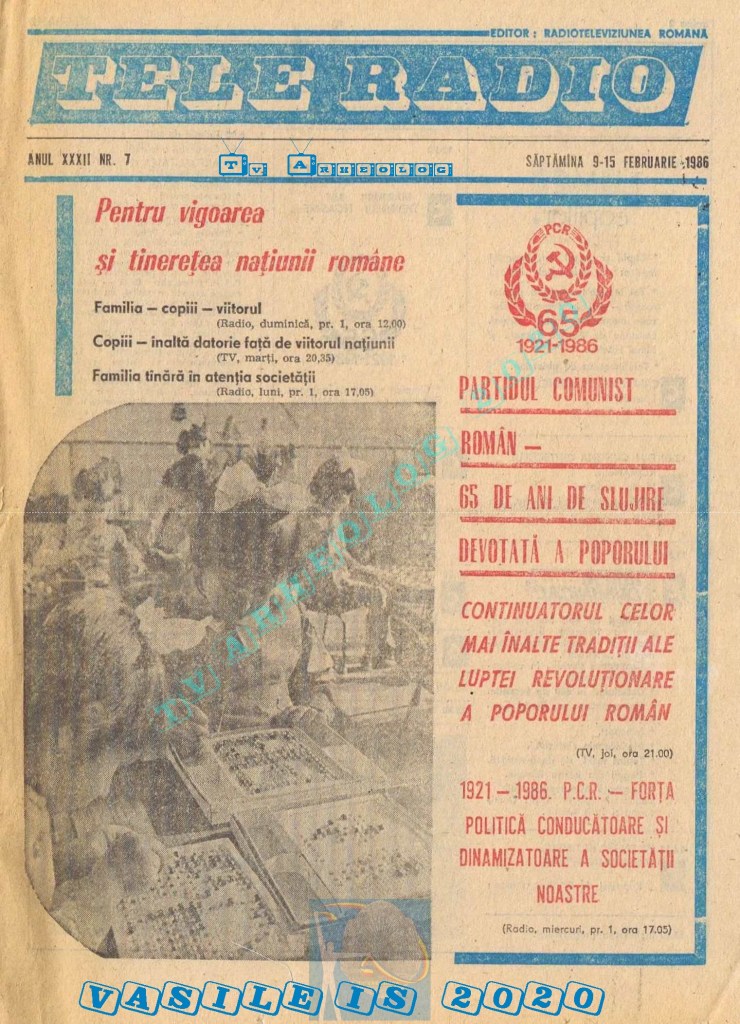 EDITOR : RADIOTELEVIZIUNEA ROMÂNĂ
TELE RADIO
ANUL XXXII NR. 7
Tv Arheolog
SĂPTĂMÎNA 9-15 FEBRUARIE 1986
Pentru vigoarea
și tinerețea națiunii române
Familia — copiii — viitorul
(Radio, duminică, pr. 1, ora 12,00)
Copiii — înaltă datorie față de viitorul națiunii
(TV, marți, ora 20,35)
Familia tînără în atenția societății
(Radio, luni, pr. 1, ora 17,05)
PCR
65
1921-1986
PARTIDUL COMUNIST
ROMÂN —
65 DE ANI DE SLUJIRE
DEVOTATĂ A POPORULUI
CONTINUATORUL CELOR
MAI ÎNALTE TRADIȚII ALE
LUPTEI REVOLUȚIONARE
A POPORULUI ROMÂN
(TV, joi, ora 21.00)
1921 — 1986. P.C.R. — FORȚA
POLITICĂ CONDUCĂTOARE ȘI
DINAMIZATOARE A SOCIETĂȚII
NOASTRE
(Radio, miercuri, pr. 1, ora 17.05)
TV ARHEOLOG 2020
VASILE IS 2020